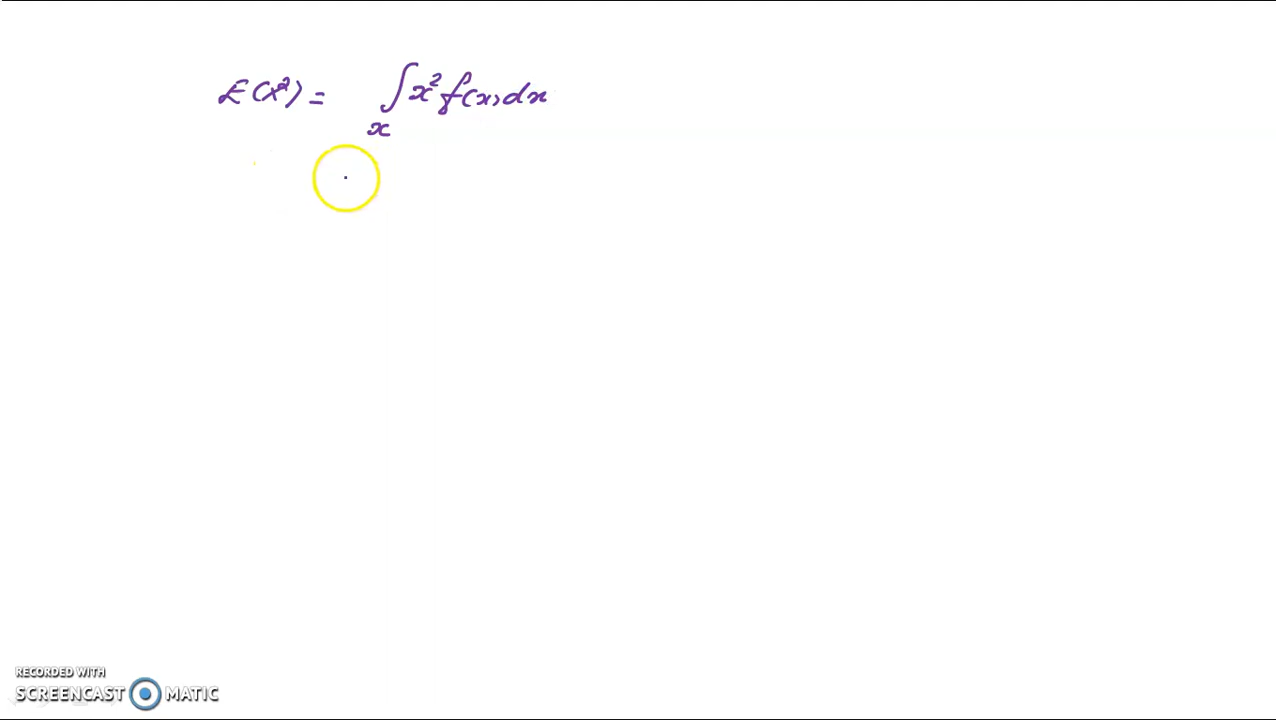 E(x²) = ∫ₓ x² f(x) dx
RECORDED WITH
SCREENCAST MATIC